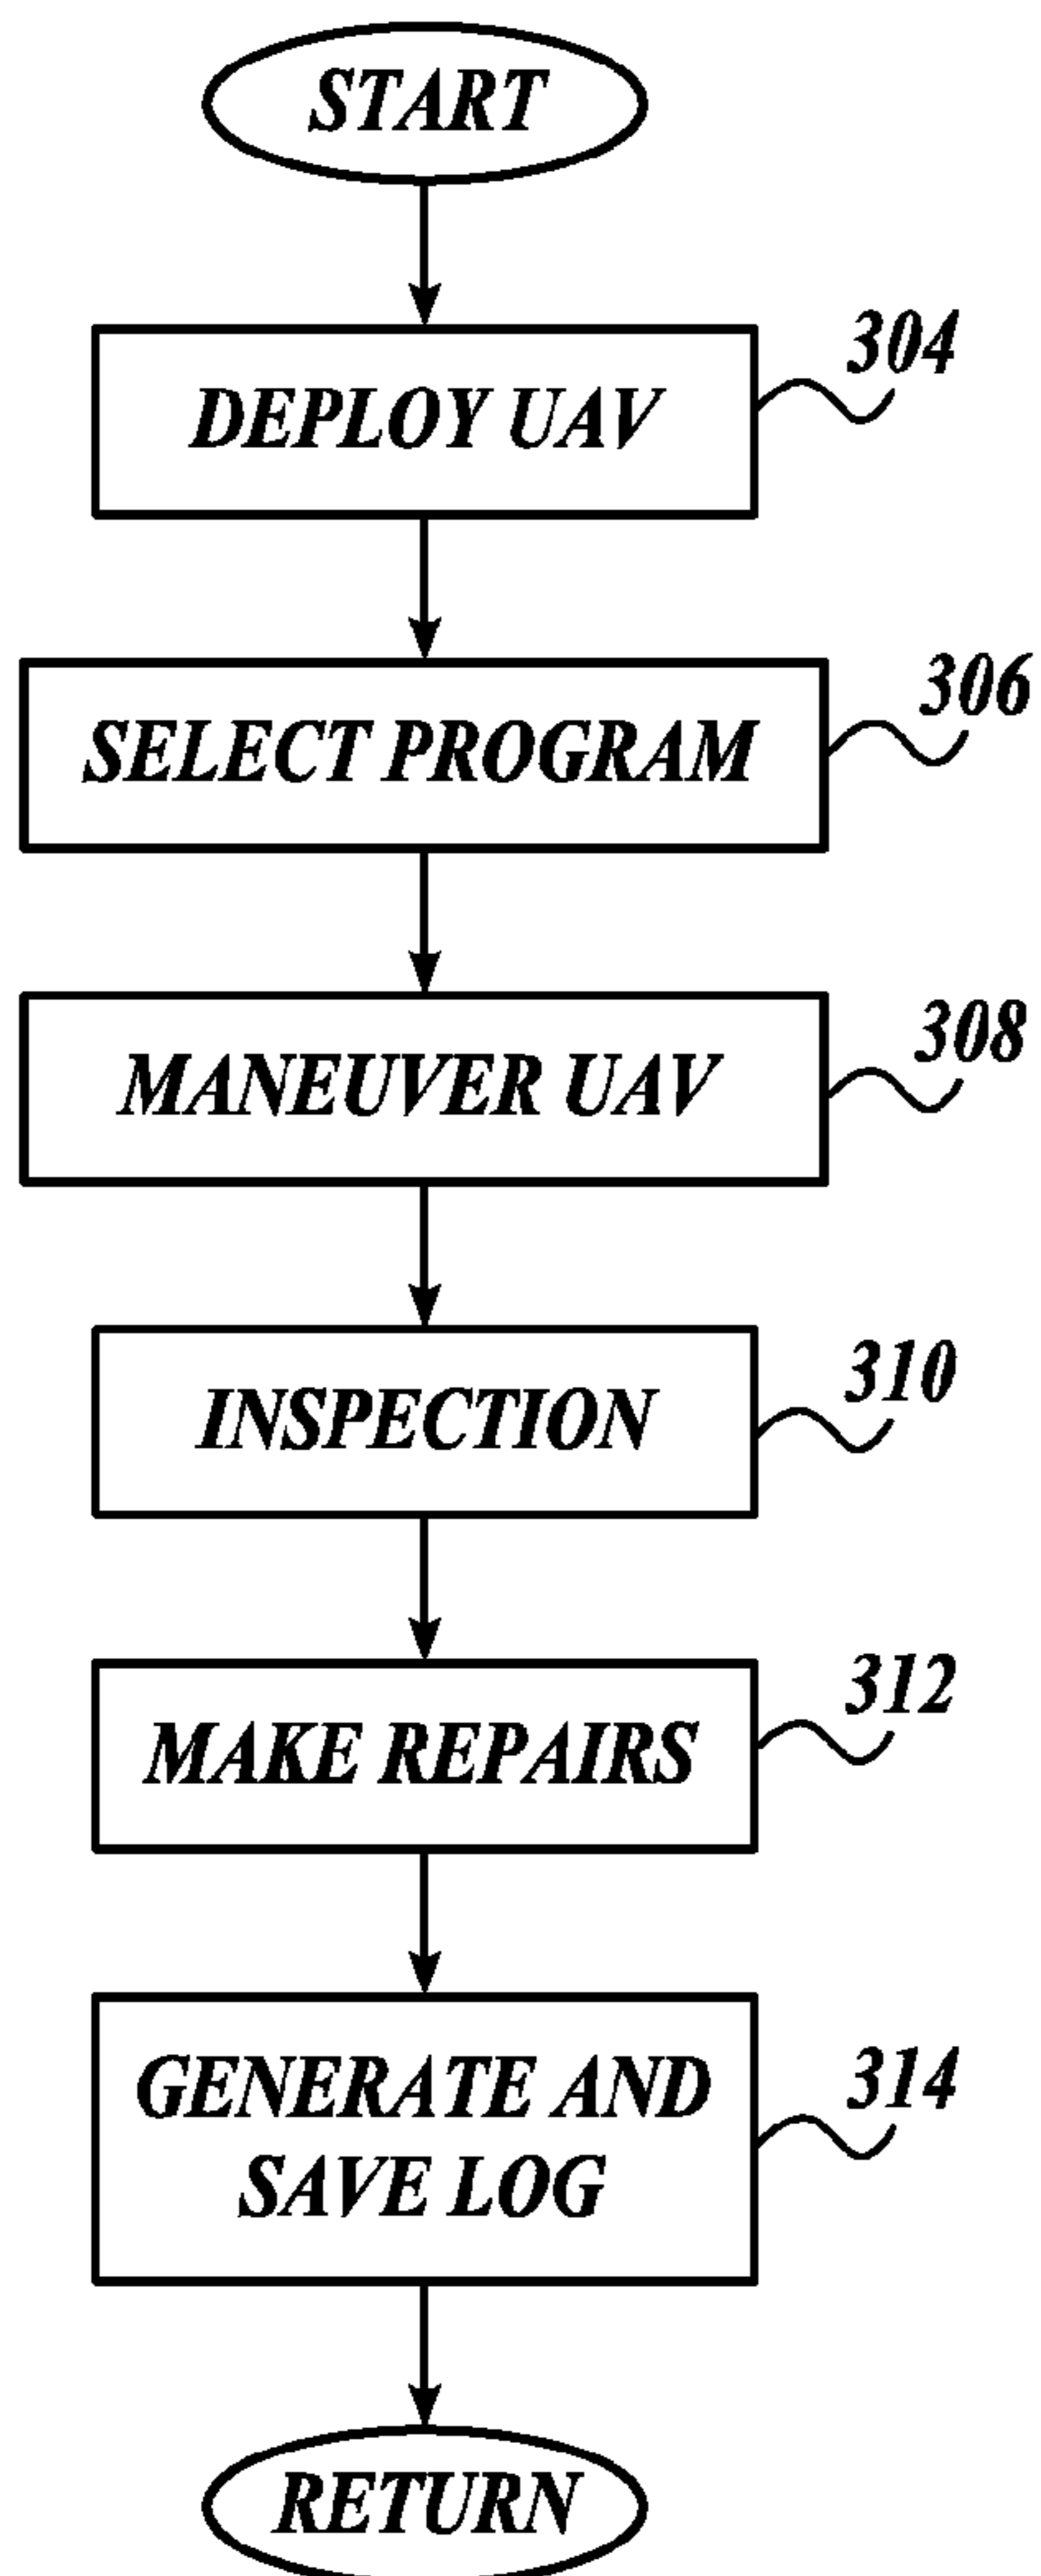 START
DEPLOY UAV
304
SELECT PROGRAM
306
MANEUVER UAV
308
INSPECTION
310
MAKE REPAIRS
312
GENERATE AND
SAVE LOG
314
RETURN